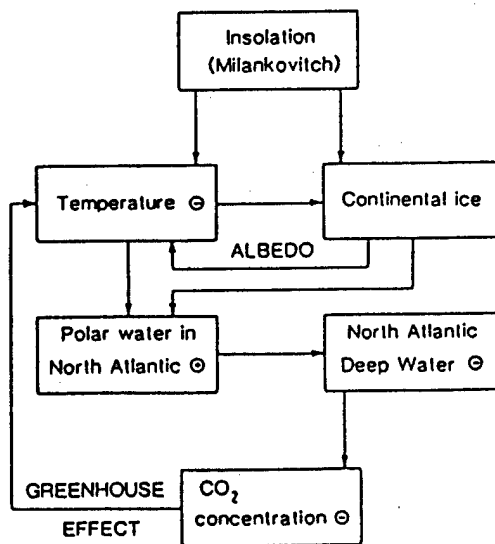 Insolation
(Milankovitch)
Temperature ⊖
Continental ice
ALBEDO
Polar water in
North Atlantic ⊙
North Atlantic
Deep Water ⊖
GREENHOUSE
EFFECT
CO₂
concentration ⊖